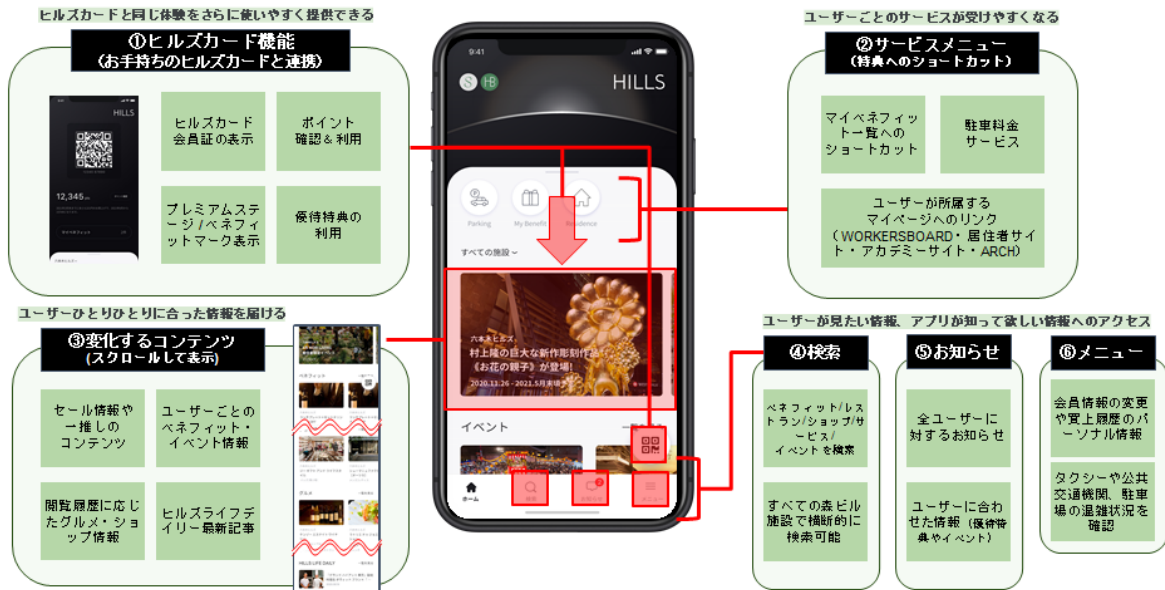 ヒルズカードと同じ体験をさらに使いやすく提供できる
①ヒルズカード機能
(お手持ちのヒルズカードと連携)
HILLS
12,345
ヒルズカード
会員証の表示
ポイント
確認＆利用
プレミアムステ
ージ/ベネフィ
ットマーク表示
優待特典の
利用
ユーザーひとりひとりに合った情報を届ける
③変化するコンテンツ
(スクロールして表示)
セール情報や
一推しの
コンテンツ
ユーザーごとの
ベネフィット・
イベント情報
閲覧履歴に応じ
たグルメ・ショ
ップ情報
ヒルズライフデ
イリー最新記事
ベネフィット
グルメ
HILLS LIFE DAILY
9:41
HILLS
Parking
My Benefit
Residence
すべての施設
六本木ヒルズ
村上隆の巨大な新作彫刻作品
《お花の親子》が登場!
2020.11.26 - 2021.5月末頃
イベント
ホーム
検索
お知らせ
メニュー
ユーザーごとのサービスが受けやすくなる
②サービスメニュー
(特典へのショートカット)
マイベネフィッ
ト一覧への
ショートカット
駐車料金
サービス
ユーザーが所属する
マイページへのリンク
(WORKERSBOARD・居住者サイ
ト・アカデミーサイト・ARCH)
ユーザーが見たい情報、アプリが知って欲しい情報へのアクセス
④検索
ベネフィット/レス
トラン/ショップ/サ
ービス/
イベントを検索
すべての森ビル
施設で横断的に
検索可能
⑤お知らせ
全ユーザーに
対するお知らせ
ユーザーに合わ
せた情報（優待特
典やイベント）
⑥メニュー
会員情報の変更
や買上履歴のパ
ーソナル情報
タクシーや公共
交通機関、駐車
場の混雑状況を
確認